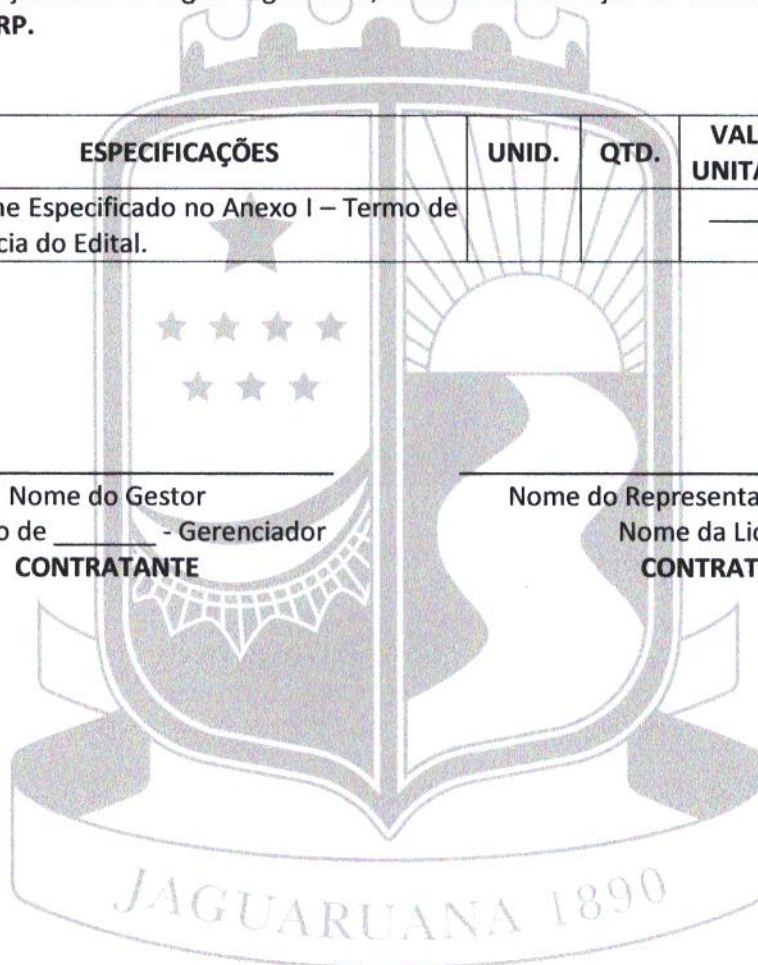 RP.
ESPECIFICAÇÕES UNID. QTD. VAL
UNITA
ne Especificado no Anexo I – Termo de
cia do Edital.
Nome do Gestor Nome do Representa
o de ________ - Gerenciador Nome da Lic
CONTRATANTE CONTRAT
JAGUARUANA 1890